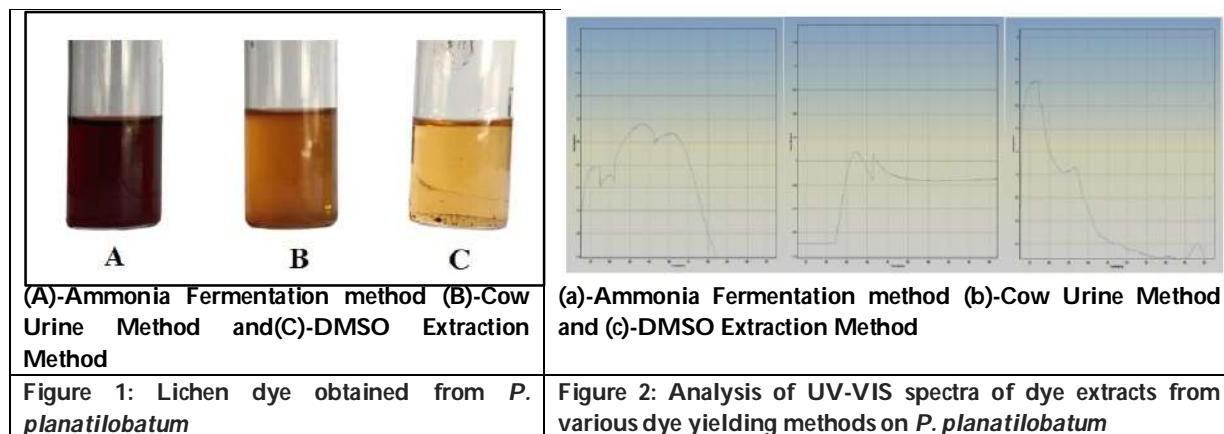 A
B
C
(A)-Ammonia Fermentation method (B)-Cow
Urine Method and(C)-DMSO Extraction
Method
(a)-Ammonia Fermentation method (b)-Cow Urine Method
and (c)-DMSO Extraction Method
Figure 1: Lichen dye obtained from P.
planatilobatum
Figure 2: Analysis of UV-VIS spectra of dye extracts from
various dye yielding methods on P. planatilobatum